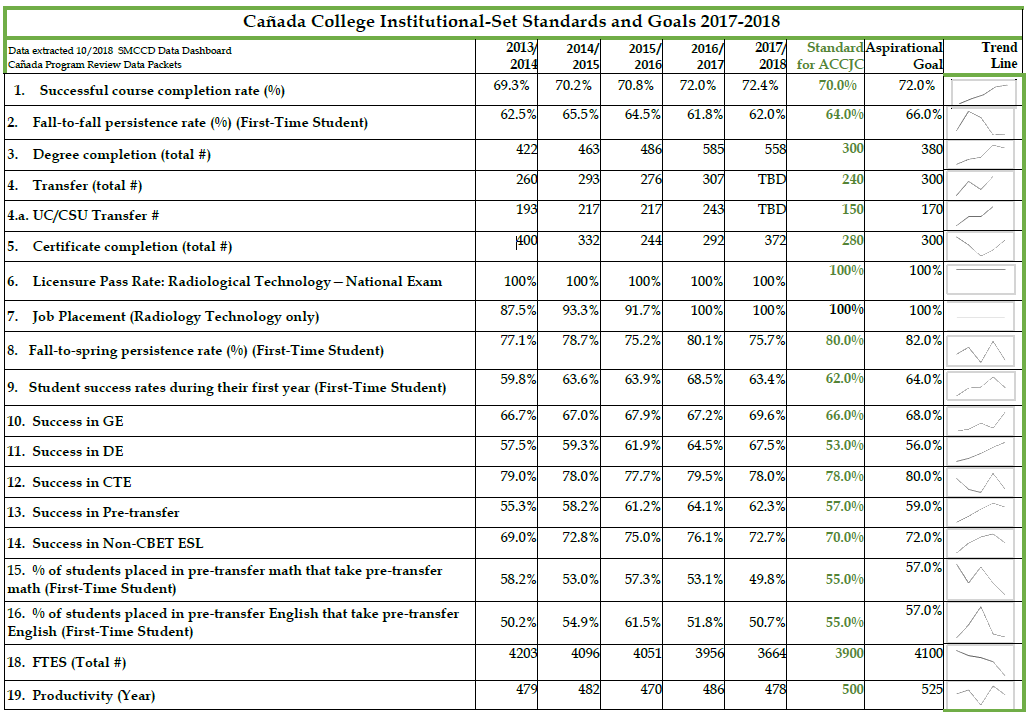 Cañada College Institutional-Set Standards and Goals 2017-2018
Data extracted 10/2018 SMCCD Data Dashboard
Cañada Program Review Data Packets
2013/ 2014/ 2015/ 2016/ 2017/ Standard Aspirational Trend
2014 2015 2016 2017 2018 for ACCJC Goal Line
1. Successful course completion rate (%) 69.3% 70.2% 70.8% 72.0% 72.4% 70.0% 72.0%
2. Fall-to-fall persistence rate (%) (First-Time Student) 62.5% 65.5% 64.5% 61.8% 62.0% 64.0% 66.0%
3. Degree completion (total #) 422 463 486 585 558 300 380
4. Transfer (total #) 260 293 276 307 TBD 240 300
4.a. UC/CSU Transfer # 193 217 217 243 TBD 150 170
5. Certificate completion (total #) 400 332 244 292 372 280 300
6. Licensure Pass Rate: Radiological Technology – National Exam 100% 100% 100% 100% 100% 100% 100%
7. Job Placement (Radiology Technology only) 87.5% 93.3% 91.7% 100% 100% 100% 100%
8. Fall-to-spring persistence rate (%) (First-Time Student) 77.1% 78.7% 75.2% 80.1% 75.7% 80.0% 82.0%
9. Student success rates during their first year (First-Time Student) 59.8% 63.6% 63.9% 68.5% 63.4% 62.0% 64.0%
10. Success in GE 66.7% 67.0% 67.9% 67.2% 69.6% 66.0% 68.0%
11. Success in DE 57.5% 59.3% 61.9% 64.5% 67.5% 53.0% 56.0%
12. Success in CTE 79.0% 78.0% 77.7% 79.5% 78.0% 78.0% 80.0%
13. Success in Pre-transfer 55.3% 58.2% 61.2% 64.1% 62.3% 57.0% 59.0%
14. Success in Non-CBET ESL 69.0% 72.8% 75.0% 76.1% 72.7% 70.0% 72.0%
15. % of students placed in pre-transfer math that take pre-transfer
math (First-Time Student) 58.2% 53.0% 57.3% 53.1% 49.8% 55.0% 57.0%
16. % of students placed in pre-transfer English that take pre-transfer
English (First-Time Student) 50.2% 54.9% 61.5% 51.8% 50.7% 55.0% 57.0%
18. FTES (Total #) 4203 4096 4051 3956 3664 3900 4100
19. Productivity (Year) 479 482 470 486 478 500 525